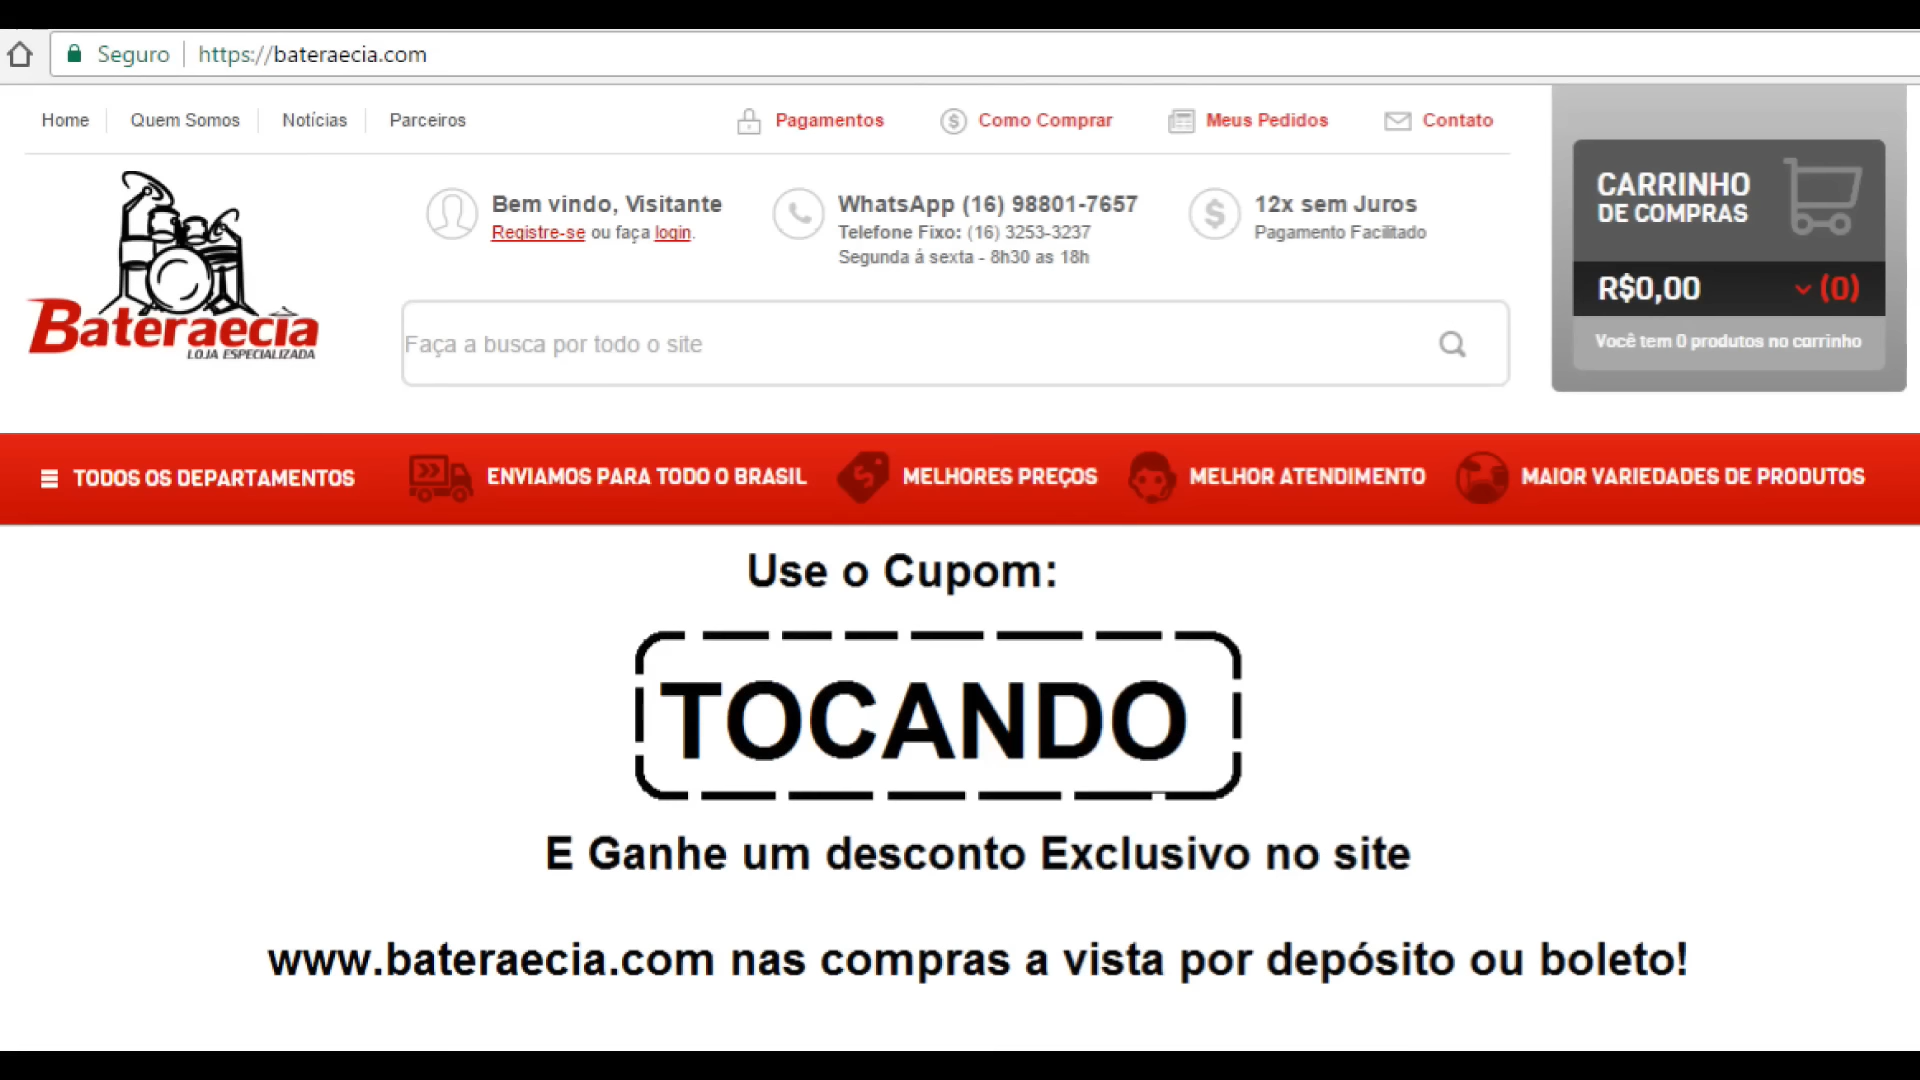 Seguro https://bateraecia.com
Home Quem Somos Notícias Parceiros Pagamentos Como Comprar Meus Pedidos Contato
Bateraecia
LOJA ESPECIALIZADA
Bem vindo, Visitante
Registre-se ou faça login.
WhatsApp (16) 98801-7657
Telefone Fixo: (16) 3253-3237
Segunda á sexta - 8h30 as 18h
12x sem Juros
Pagamento Facilitado
CARRINHO
DE COMPRAS
R$0,00 (0)
Você tem 0 produtos no carrinho
Faça a busca por todo o site
TODOS OS DEPARTAMENTOS ENVIAMOS PARA TODO O BRASIL MELHORES PREÇOS MELHOR ATENDIMENTO MAIOR VARIEDADES DE PRODUTOS
Use o Cupom:
TOCANDO
E Ganhe um desconto Exclusivo no site
www.bateraecia.com nas compras a vista por depósito ou boleto!